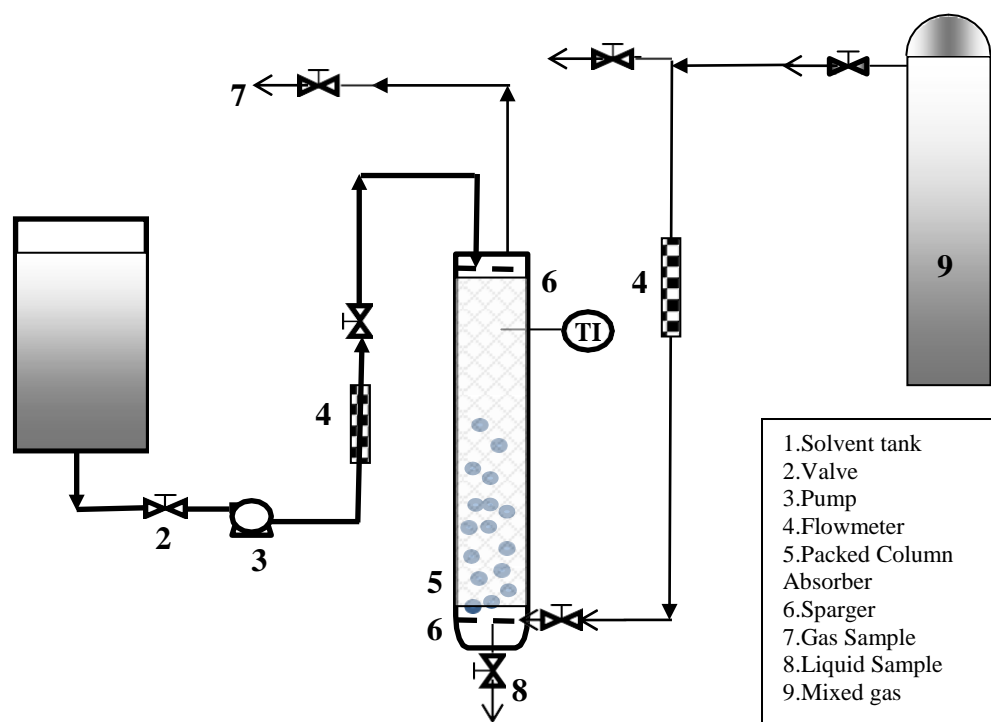 7
6
4
9
TI
4
5
2
3
6
8
1.Solvent tank
2.Valve
3.Pump
4.Flowmeter
5.Packed Column
Absorber
6.Sparger
7.Gas Sample
8.Liquid Sample
9.Mixed gas